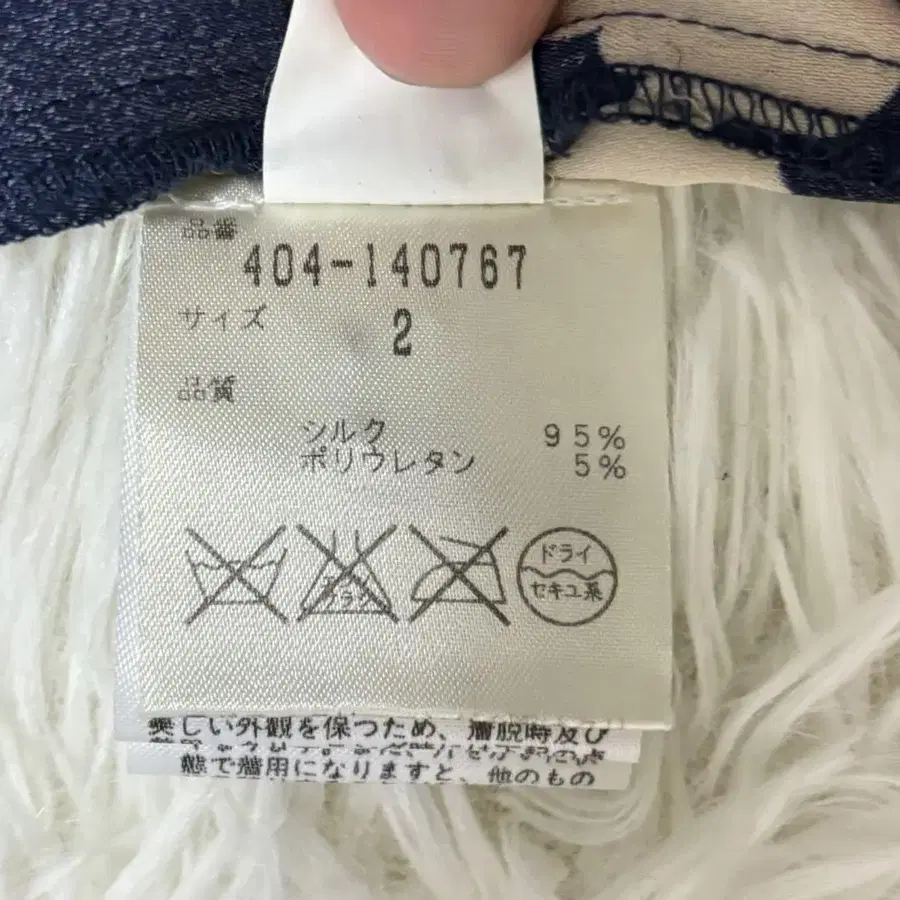 品番
404-140767
サイズ 2
品質
シルク 95%
ポリウレタン 5%
ドライ
セキユ系
美しい外観を保つため、着脱時及び
態で着用になりますと、他のもの